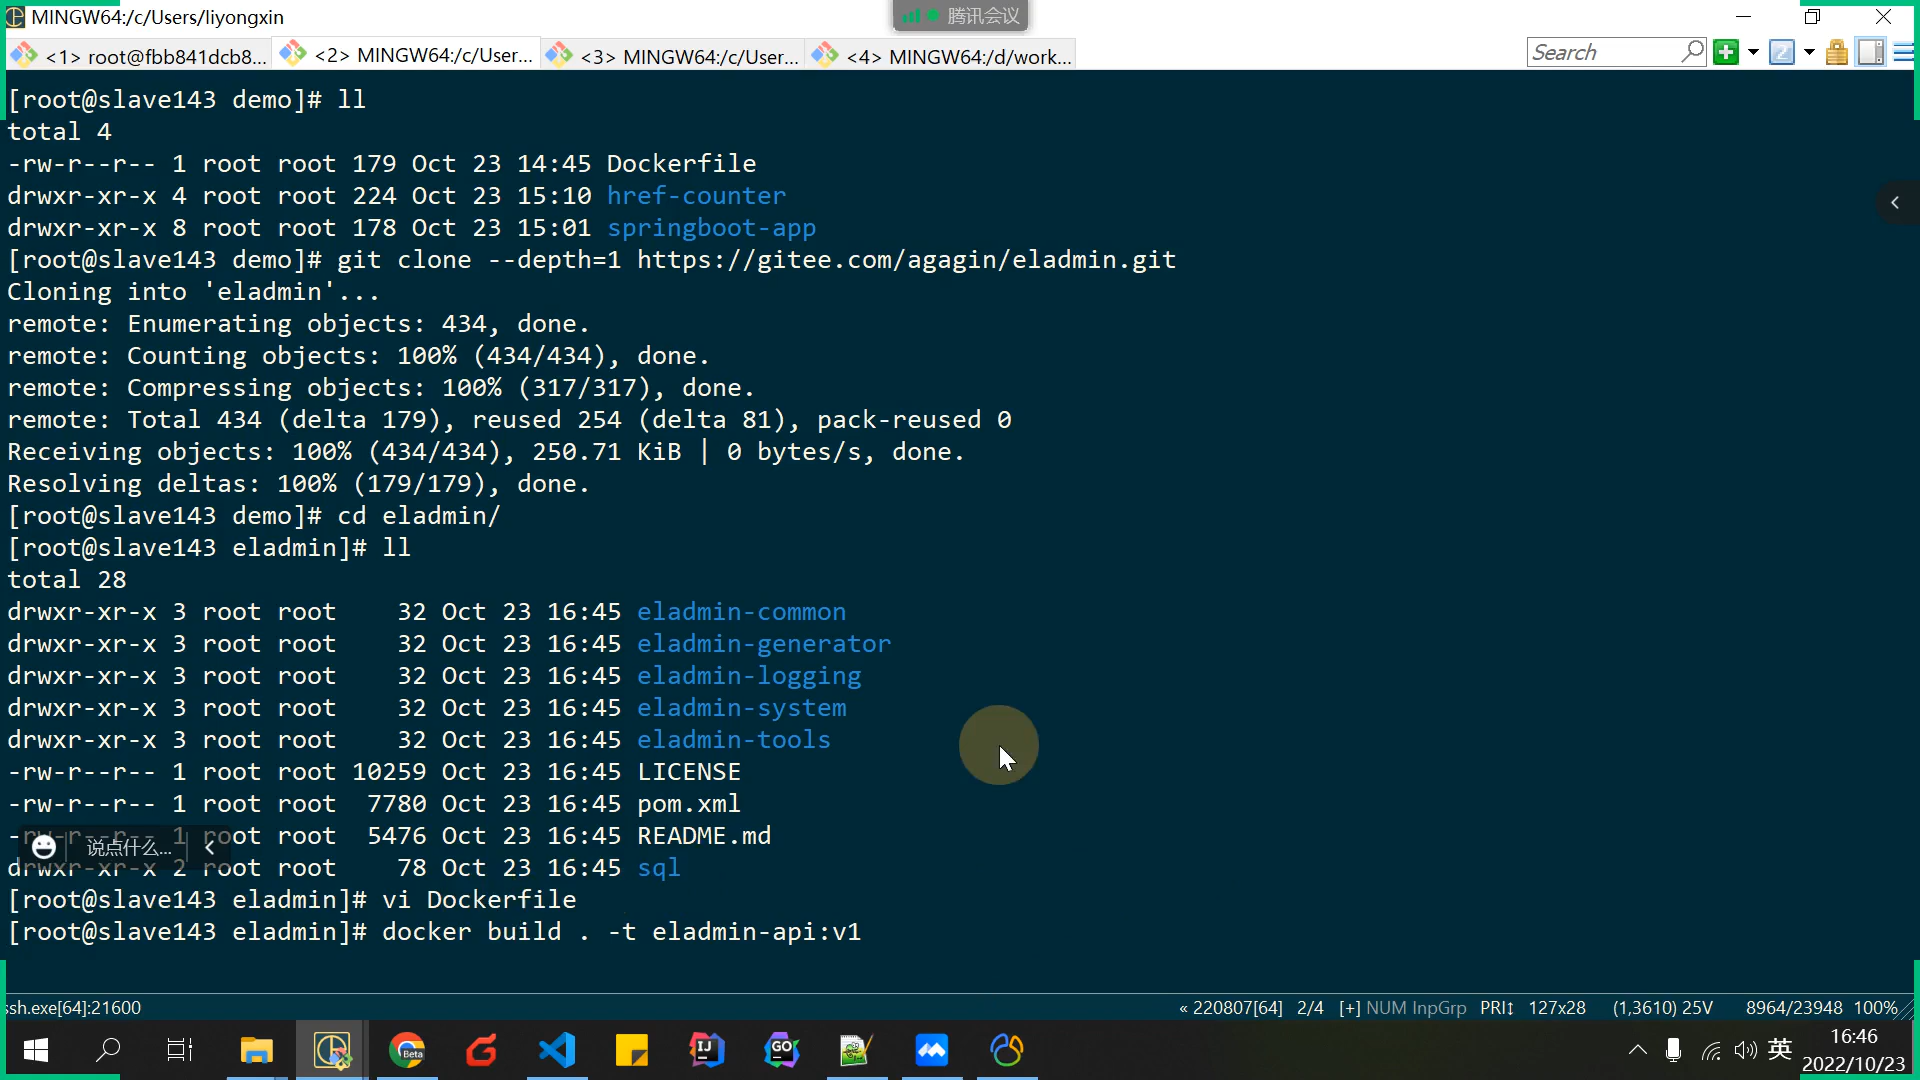 MINGW64:/c/Users/liyongxin
腾讯会议
<1> root@fbb841dcb8...
<2> MINGW64:/c/User...
<3> MINGW64:/c/User...
<4> MINGW64:/d/work...
Search
[root@slave143 demo]# ll
total 4
-rw-r--r-- 1 root root 179 Oct 23 14:45 Dockerfile
drwxr-xr-x 4 root root 224 Oct 23 15:10 href-counter
drwxr-xr-x 8 root root 178 Oct 23 15:01 springboot-app
[root@slave143 demo]# git clone --depth=1 https://gitee.com/agagin/eladmin.git
Cloning into 'eladmin'...
remote: Enumerating objects: 434, done.
remote: Counting objects: 100% (434/434), done.
remote: Compressing objects: 100% (317/317), done.
remote: Total 434 (delta 179), reused 254 (delta 81), pack-reused 0
Receiving objects: 100% (434/434), 250.71 KiB | 0 bytes/s, done.
Resolving deltas: 100% (179/179), done.
[root@slave143 demo]# cd eladmin/
[root@slave143 eladmin]# ll
total 28
drwxr-xr-x 3 root root    32 Oct 23 16:45 eladmin-common
drwxr-xr-x 3 root root    32 Oct 23 16:45 eladmin-generator
drwxr-xr-x 3 root root    32 Oct 23 16:45 eladmin-logging
drwxr-xr-x 3 root root    32 Oct 23 16:45 eladmin-system
drwxr-xr-x 3 root root    32 Oct 23 16:45 eladmin-tools
-rw-r--r-- 1 root root 10259 Oct 23 16:45 LICENSE
-rw-r--r-- 1 root root  7780 Oct 23 16:45 pom.xml
-rw-r--r-- 1 root root  5476 Oct 23 16:45 README.md
说点什么...
drwxr-xr-x 2 root root    78 Oct 23 16:45 sql
[root@slave143 eladmin]# vi Dockerfile
[root@slave143 eladmin]# docker build . -t eladmin-api:v1
ssh.exe[64]:21600
« 220807[64] 2/4 [+] NUM InpGrp PRI↕ 127x28 (1,3610) 25V 8964/23948 100%
Beta
IJ
GO
英
16:46
2022/10/23